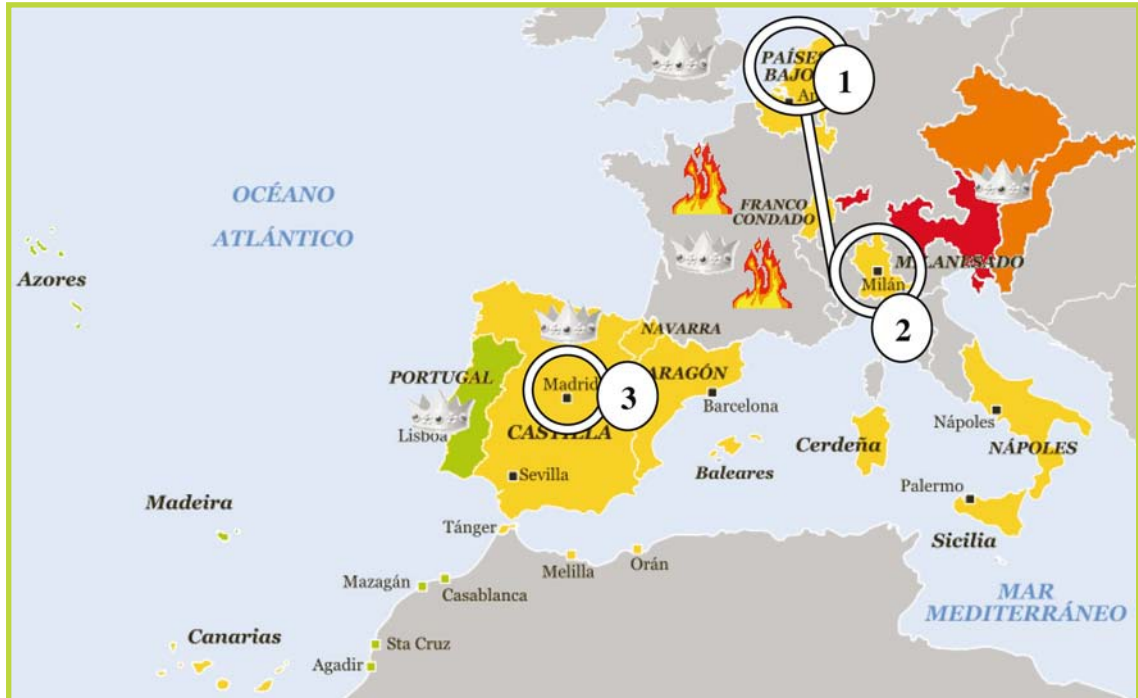 PAÍSES
BAJO
1
OCÉANO
ATLÁNTICO
FRANCO
CONDADO
Azores
MILANESADO
Milán
2
NAVARRA
PORTUGAL
Madrid
3
ARAGÓN
Barcelona
Lisboa
CASTILLA
Nápoles
Cerdeña
NÁPOLES
Sevilla
Baleares
Palermo
Madeira
Tánger
Sicilia
Melilla
Orán
Mazagán
Casablanca
MAR
MEDITERRÁNEO
Canarias
Sta Cruz
Agadir